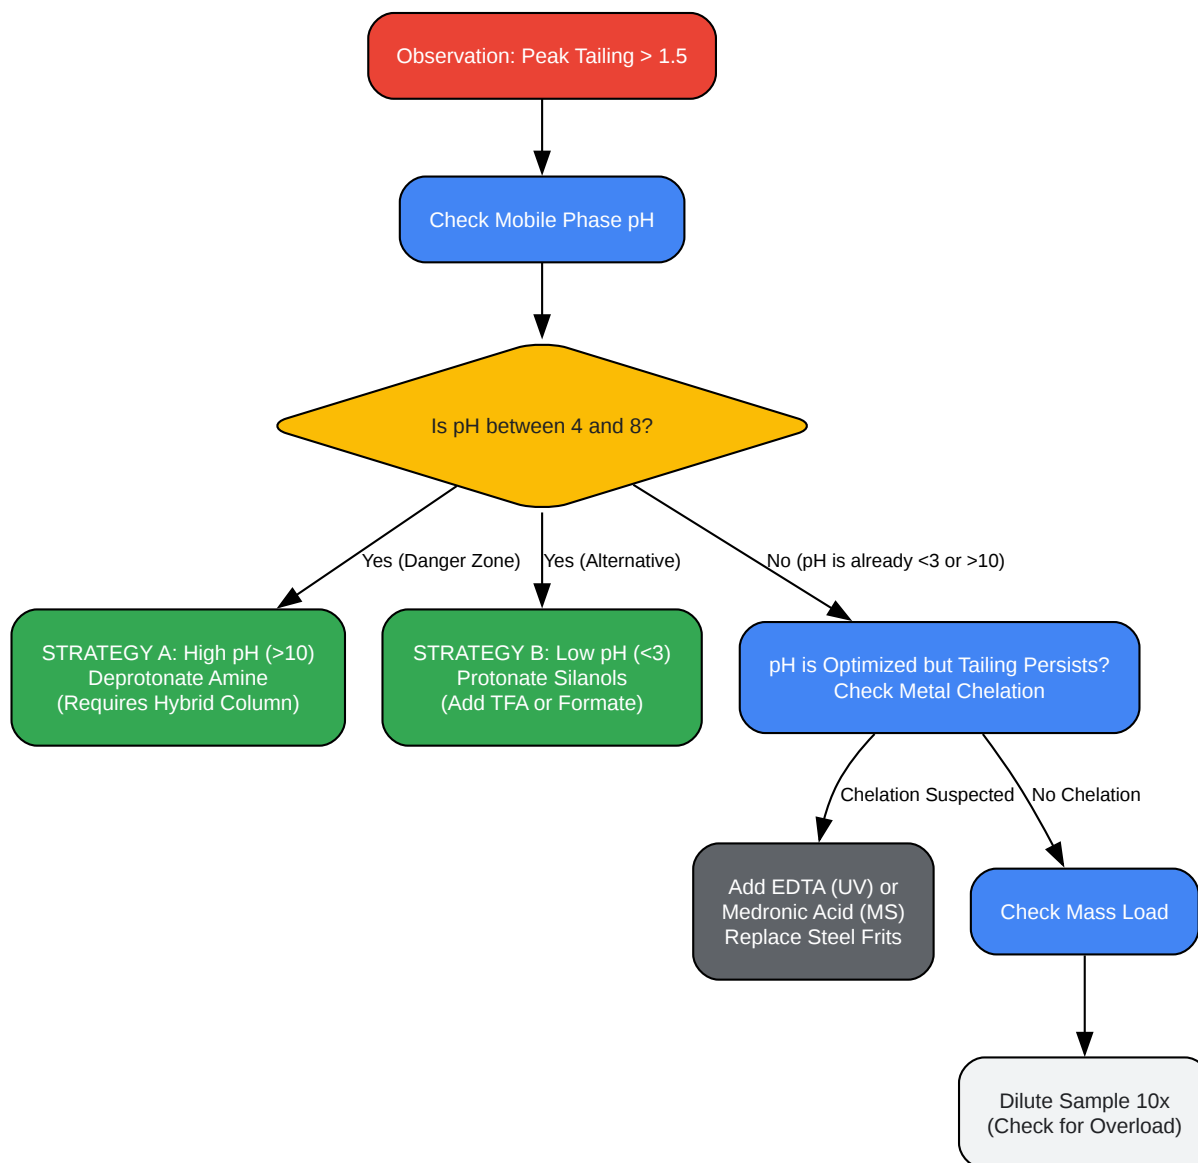 Observation: Peak Tailing > 1.5
Check Mobile Phase pH
Is pH between 4 and 8?
Yes (Danger Zone)
Yes (Alternative)
No (pH is already <3 or >10)
STRATEGY A: High pH (>10)
Deprotonate Amine
(Requires Hybrid Column)
STRATEGY B: Low pH (<3)
Protonate Silanols
(Add TFA or Formate)
pH is Optimized but Tailing Persists?
Check Metal Chelation
Chelation Suspected
No Chelation
Add EDTA (UV) or
Medronic Acid (MS)
Replace Steel Frits
Check Mass Load
Dilute Sample 10x
(Check for Overload)